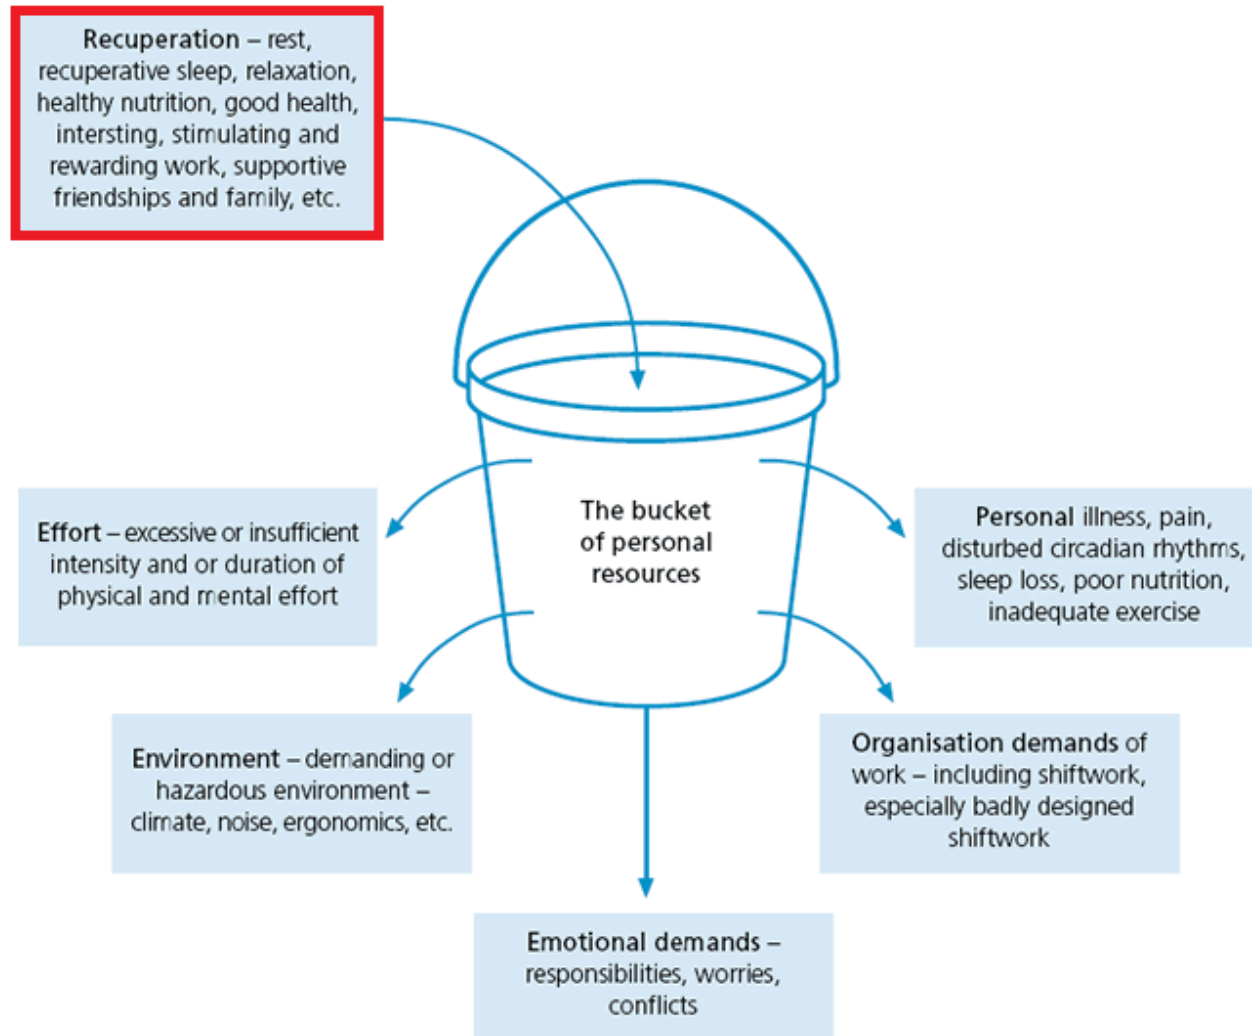 Recuperation – rest,
recuperative sleep, relaxation,
healthy nutrition, good health,
intersting, stimulating and
rewarding work, supportive
friendships and family, etc.
The bucket
of personal
resources
Effort – excessive or insufficient
intensity and or duration of
physical and mental effort
Personal illness, pain,
disturbed circadian rhythms,
sleep loss, poor nutrition,
inadequate exercise
Environment – demanding or
hazardous environment –
climate, noise, ergonomics, etc.
Organisation demands of
work – including shiftwork,
especially badly designed
shiftwork
Emotional demands –
responsibilities, worries,
conflicts